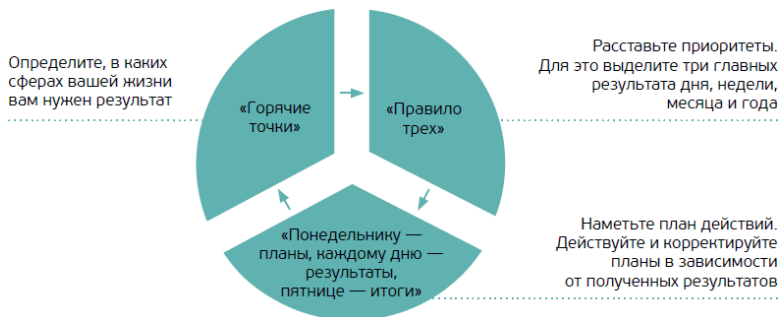 Определите, в каких
сферах вашей жизни
вам нужен результат
«Горячие
точки»
«Правило
трех»
Расставьте приоритеты.
Для это выделите три главных
результата дня, недели,
месяца и года
«Понедельнику —
планы, каждому дню —
результаты,
пятнице — итоги»
Наметьте план действий.
Действуйте и корректируйте
планы в зависимости
от полученных результатов